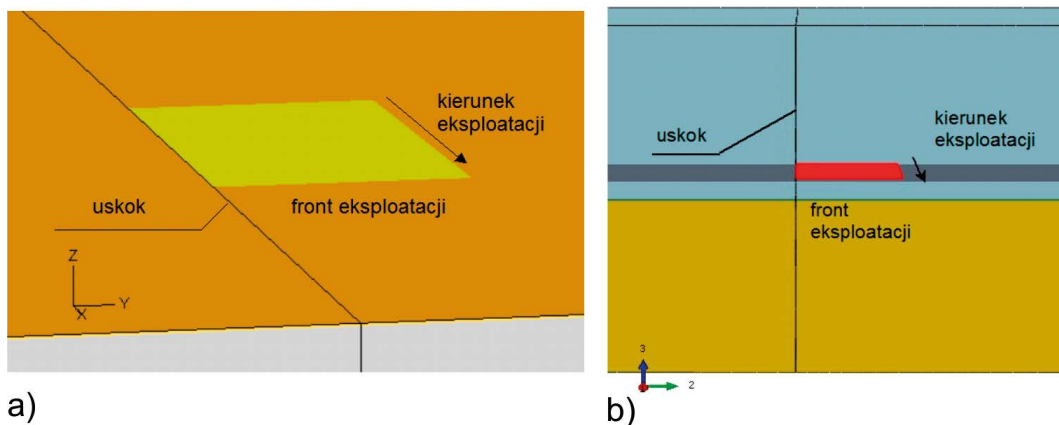 kierunek
eksploatacji
uskok
front eksploatacji
Z
Y
X
a)
uskok
kierunek
eksploatacji
front
eksploatacji
3
2
b)